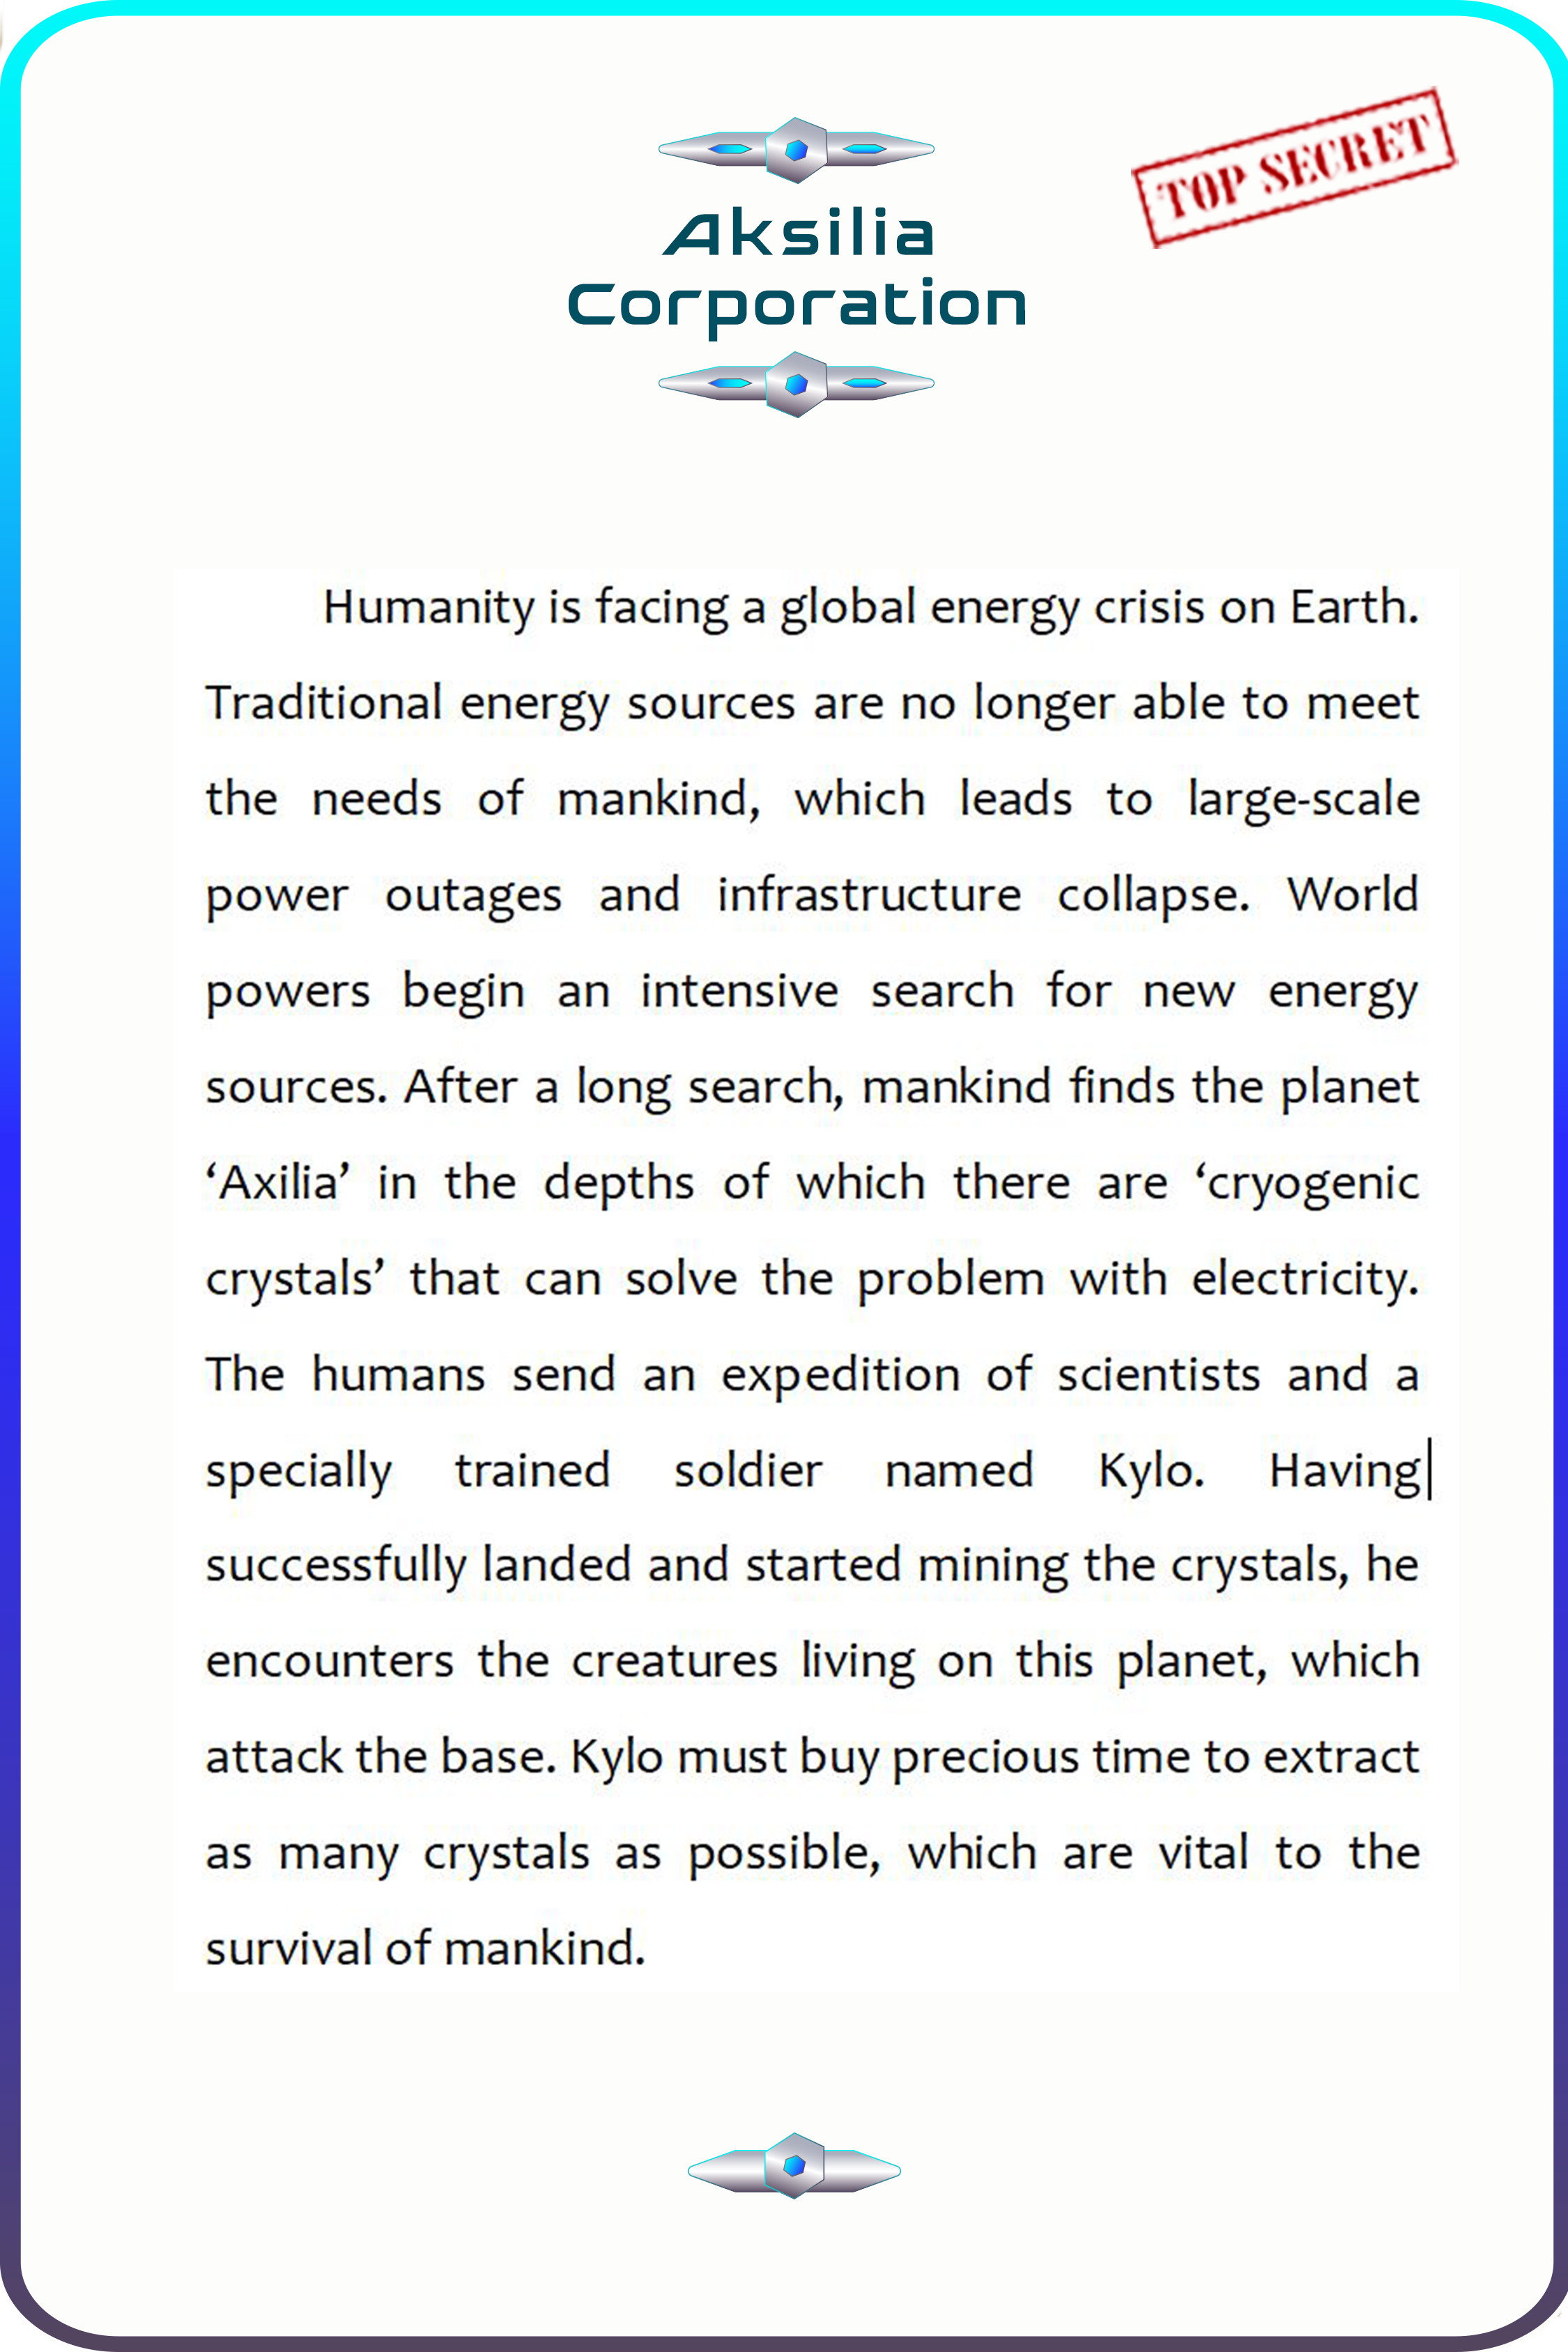 TOP SECRET
Aksilia
Corporation
Humanity is facing a global energy crisis on Earth.
Traditional energy sources are no longer able to meet
the needs of mankind, which leads to large-scale
power outages and infrastructure collapse. World
powers begin an intensive search for new energy
sources. After a long search, mankind finds the planet
‘Axilia’ in the depths of which there are ‘cryogenic
crystals’ that can solve the problem with electricity.
The humans send an expedition of scientists and a
specially trained soldier named Kylo. Having
successfully landed and started mining the crystals, he
encounters the creatures living on this planet, which
attack the base. Kylo must buy precious time to extract
as many crystals as possible, which are vital to the
survival of mankind.